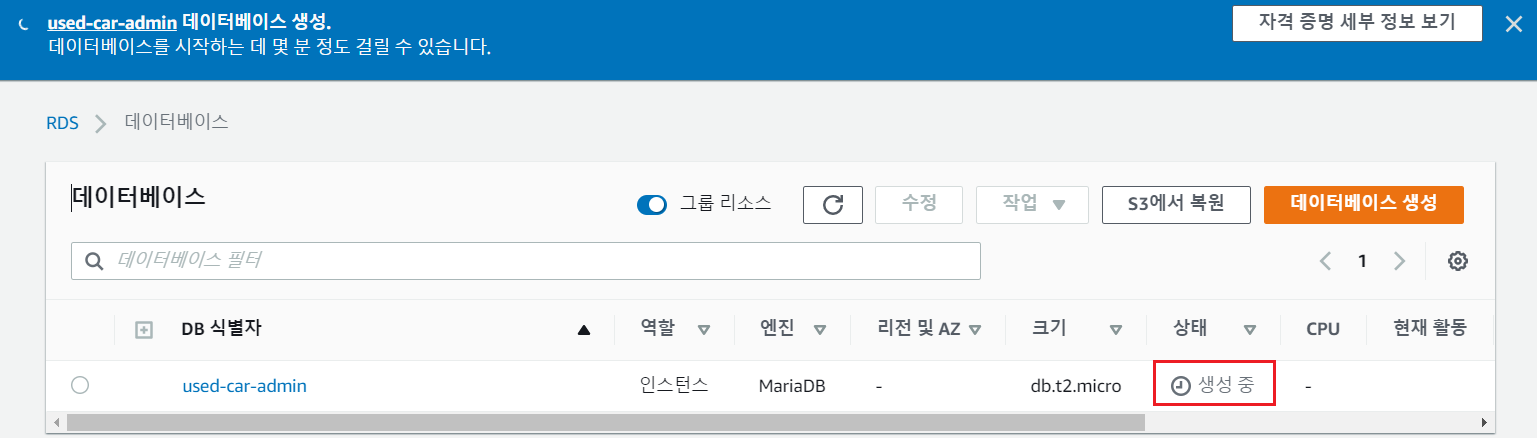 used-car-admin 데이터베이스 생성.
데이터베이스를 시작하는 데 몇 분 정도 걸릴 수 있습니다.
자격 증명 세부 정보 보기
RDS 데이터베이스
데이터베이스
그룹 리소스
수정
작업
S3에서 복원
데이터베이스 생성
데이터베이스 필터
1
DB 식별자 역할 엔진 리전 및 AZ 크기 상태 CPU 현재 활동
used-car-admin 인스턴스 MariaDB - db.t2.micro 생성 중 -